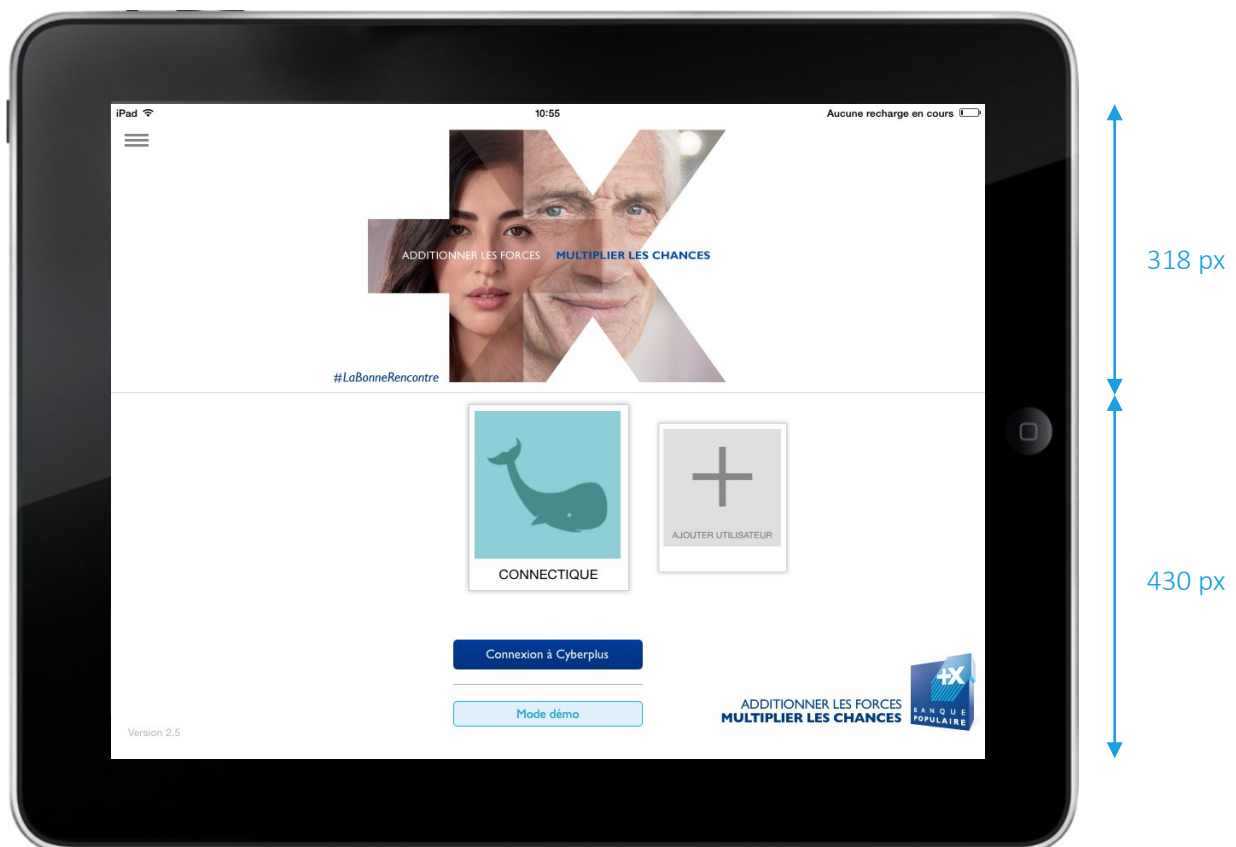 iPad 10:55 Aucune recharge en cours
ADDITIONNER LES FORCES MULTIPLIER LES CHANCES
#LaBonneRencontre
318 px
AJOUTER UTILISATEUR
CONNECTIQUE
430 px
Connexion à Cyberplus
Mode démo
ADDITIONNER LES FORCES
MULTIPLIER LES CHANCES
+X
BANQUE
POPULAIRE
Version 2.5